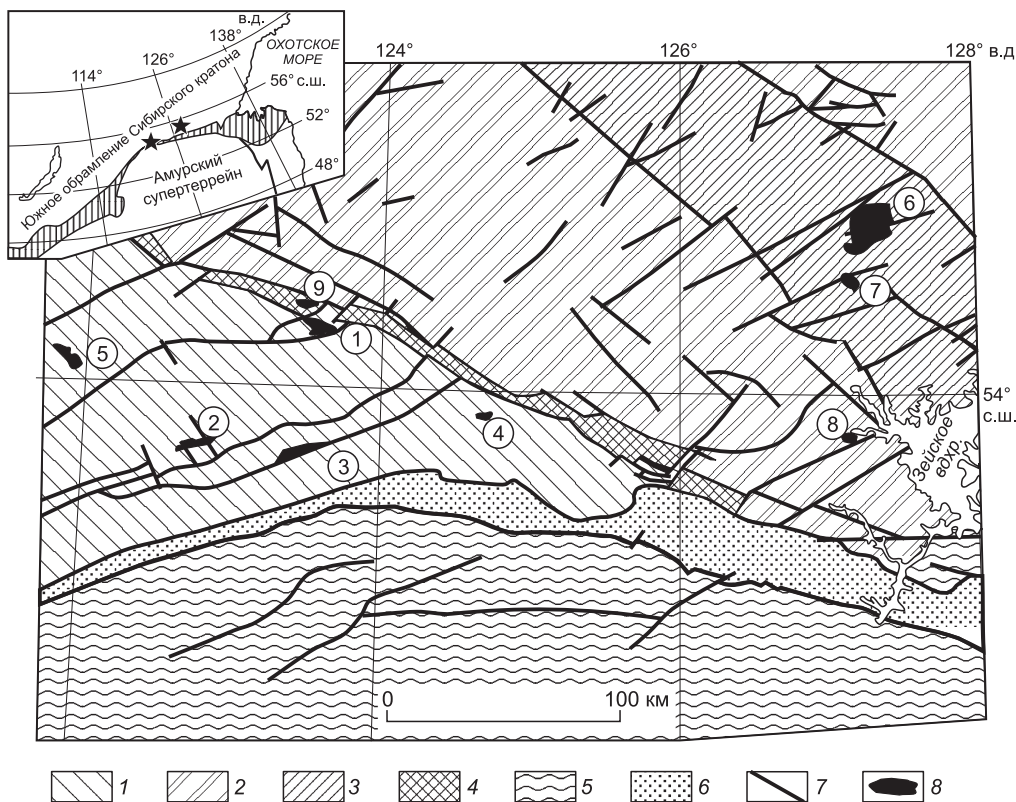 в.д.
138°
126°
114°
ОХОТСКОЕ
МОРЕ
56° с.ш.
52°
48°
Южное обрамление Сибирского кратона
Амурский
супертеррейн
124°
126°
128° в.д
6
7
9
1
5
54°
с.ш.
2
4
8
3
Зейское
вдхр.
0
100 км
1
2
3
4
5
6
7
8